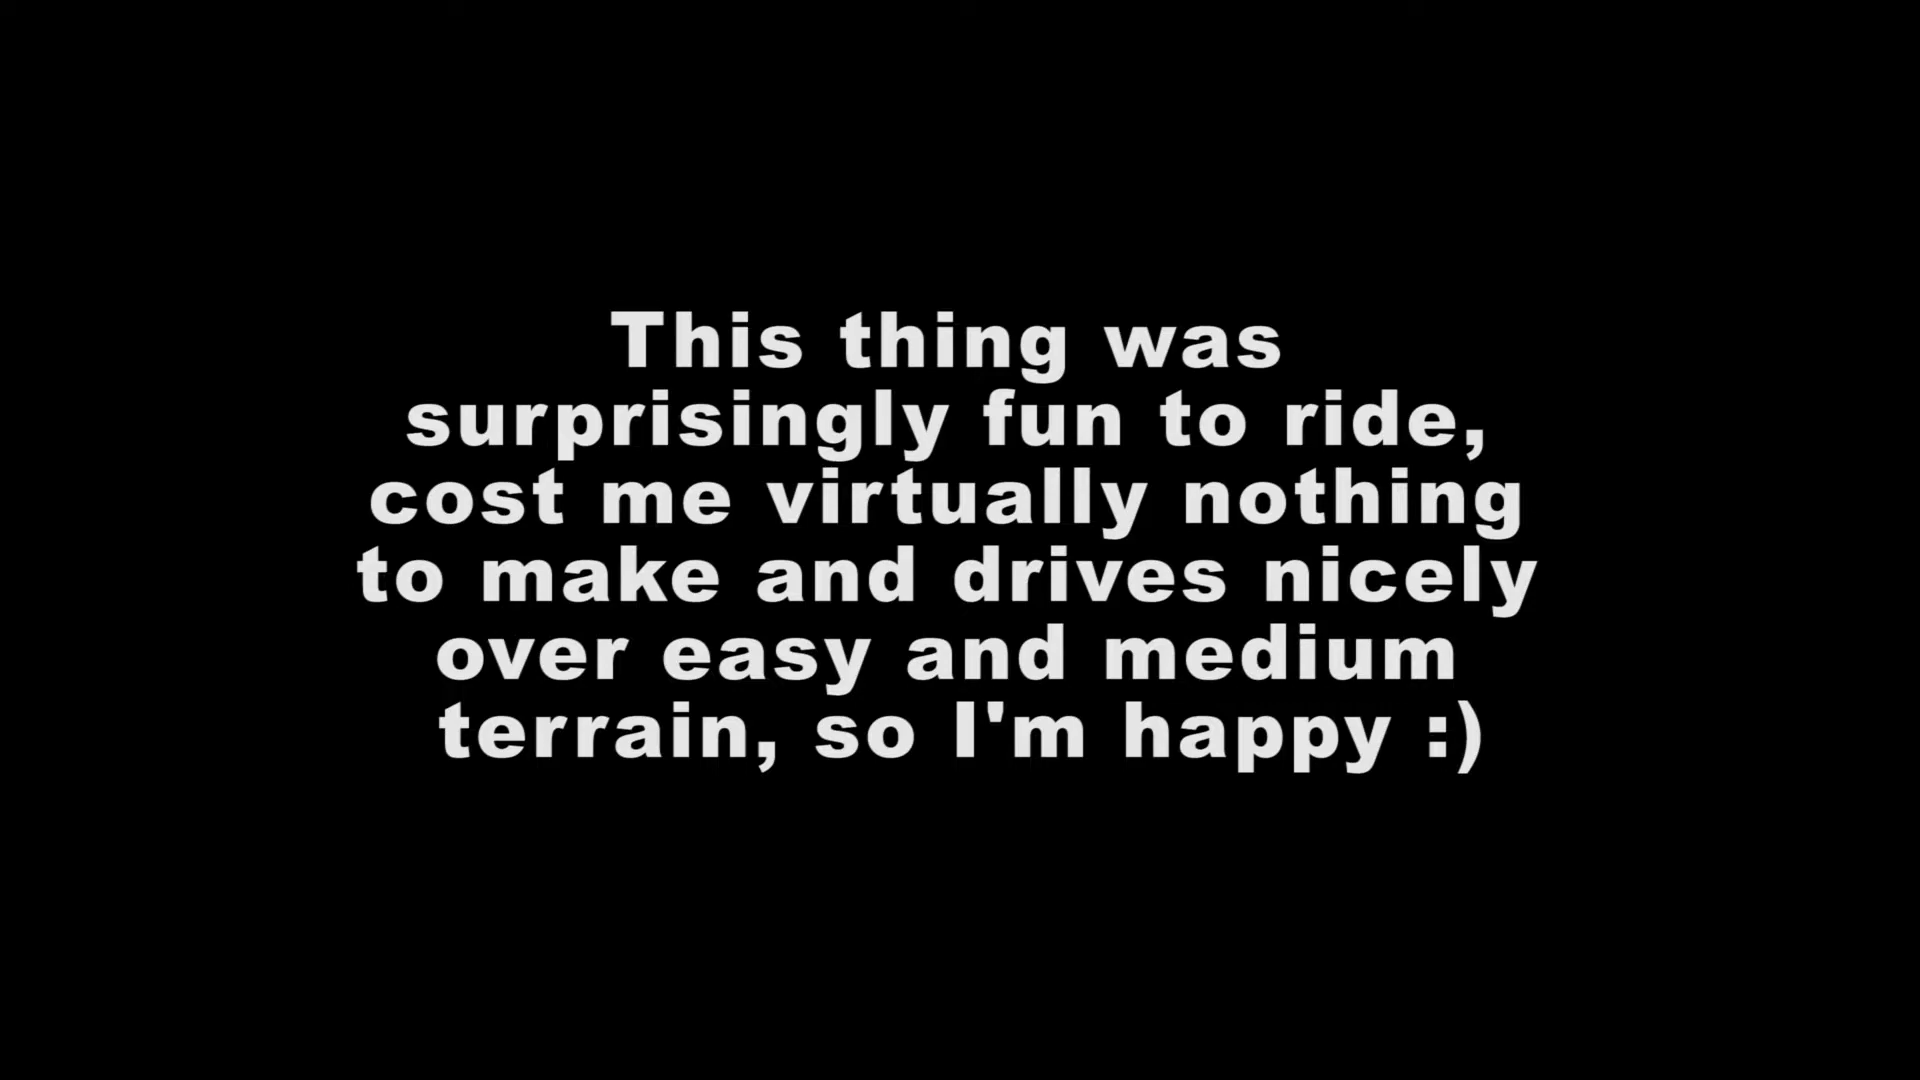 This thing was
surprisingly fun to ride,
cost me virtually nothing
to make and drives nicely
over easy and medium
terrain, so I'm happy :)